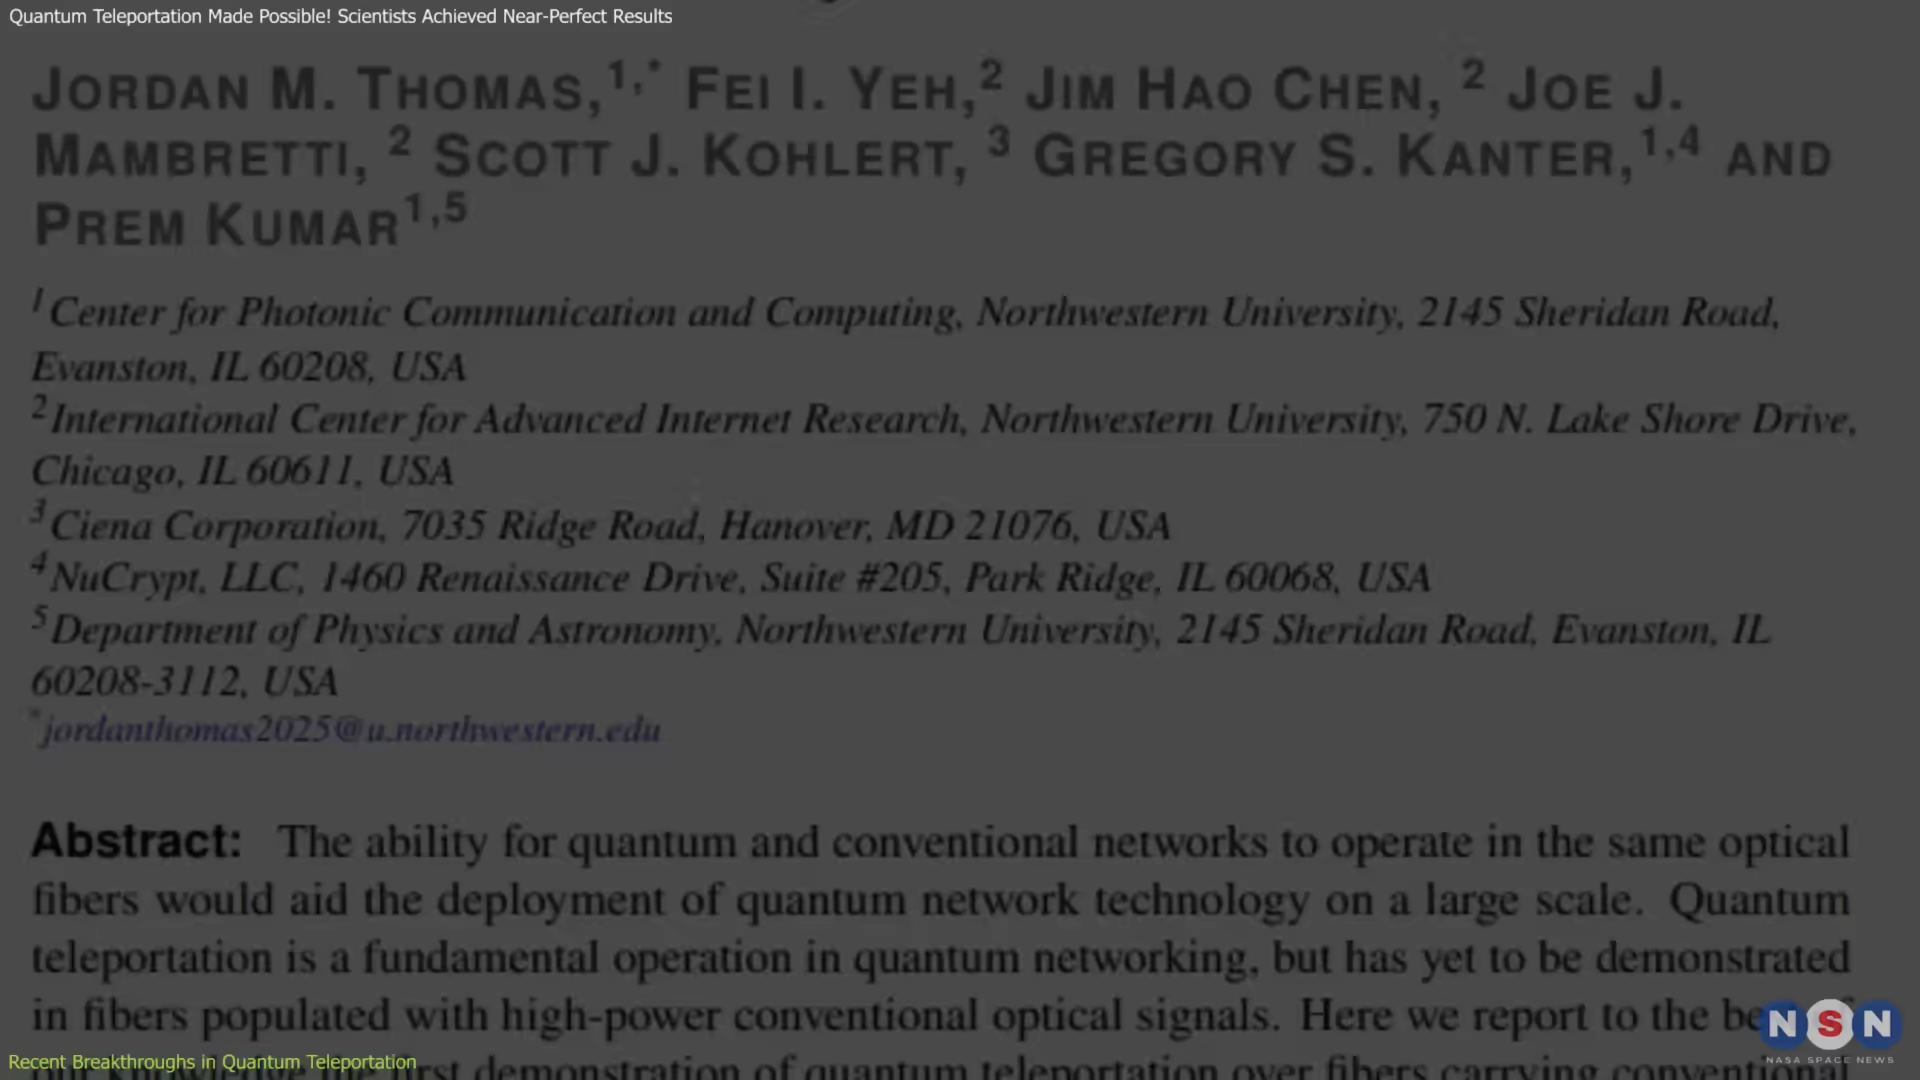 Quantum Teleportation Made Possible! Scientists Achieved Near-Perfect Results
JORDAN M. THOMAS,1,* FEI I. YEH,2 JIM HAO CHEN, 2 JOE J.
MAMBRETTI, 2 SCOTT J. KOHLERT, 3 GREGORY S. KANTER,1,4 AND
PREM KUMAR1,5
1Center for Photonic Communication and Computing, Northwestern University, 2145 Sheridan Road,
Evanston, IL 60208, USA
2International Center for Advanced Internet Research, Northwestern University, 750 N. Lake Shore Drive,
Chicago, IL 60611, USA
3Ciena Corporation, 7035 Ridge Road, Hanover, MD 21076, USA
4NuCrypt, LLC, 1460 Renaissance Drive, Suite #205, Park Ridge, IL 60068, USA
5Department of Physics and Astronomy, Northwestern University, 2145 Sheridan Road, Evanston, IL
60208-3112, USA
*jordanthomas2025@u.northwestern.edu
Abstract: The ability for quantum and conventional networks to operate in the same optical
fibers would aid the deployment of quantum network technology on a large scale. Quantum
teleportation is a fundamental operation in quantum networking, but has yet to be demonstrated
in fibers populated with high-power conventional optical signals. Here we report to the
demonstration of quantum teleportation over fibers carrying conventional
Recent Breakthroughs in Quantum Teleportation
NSN
NASA SPACE NEWS